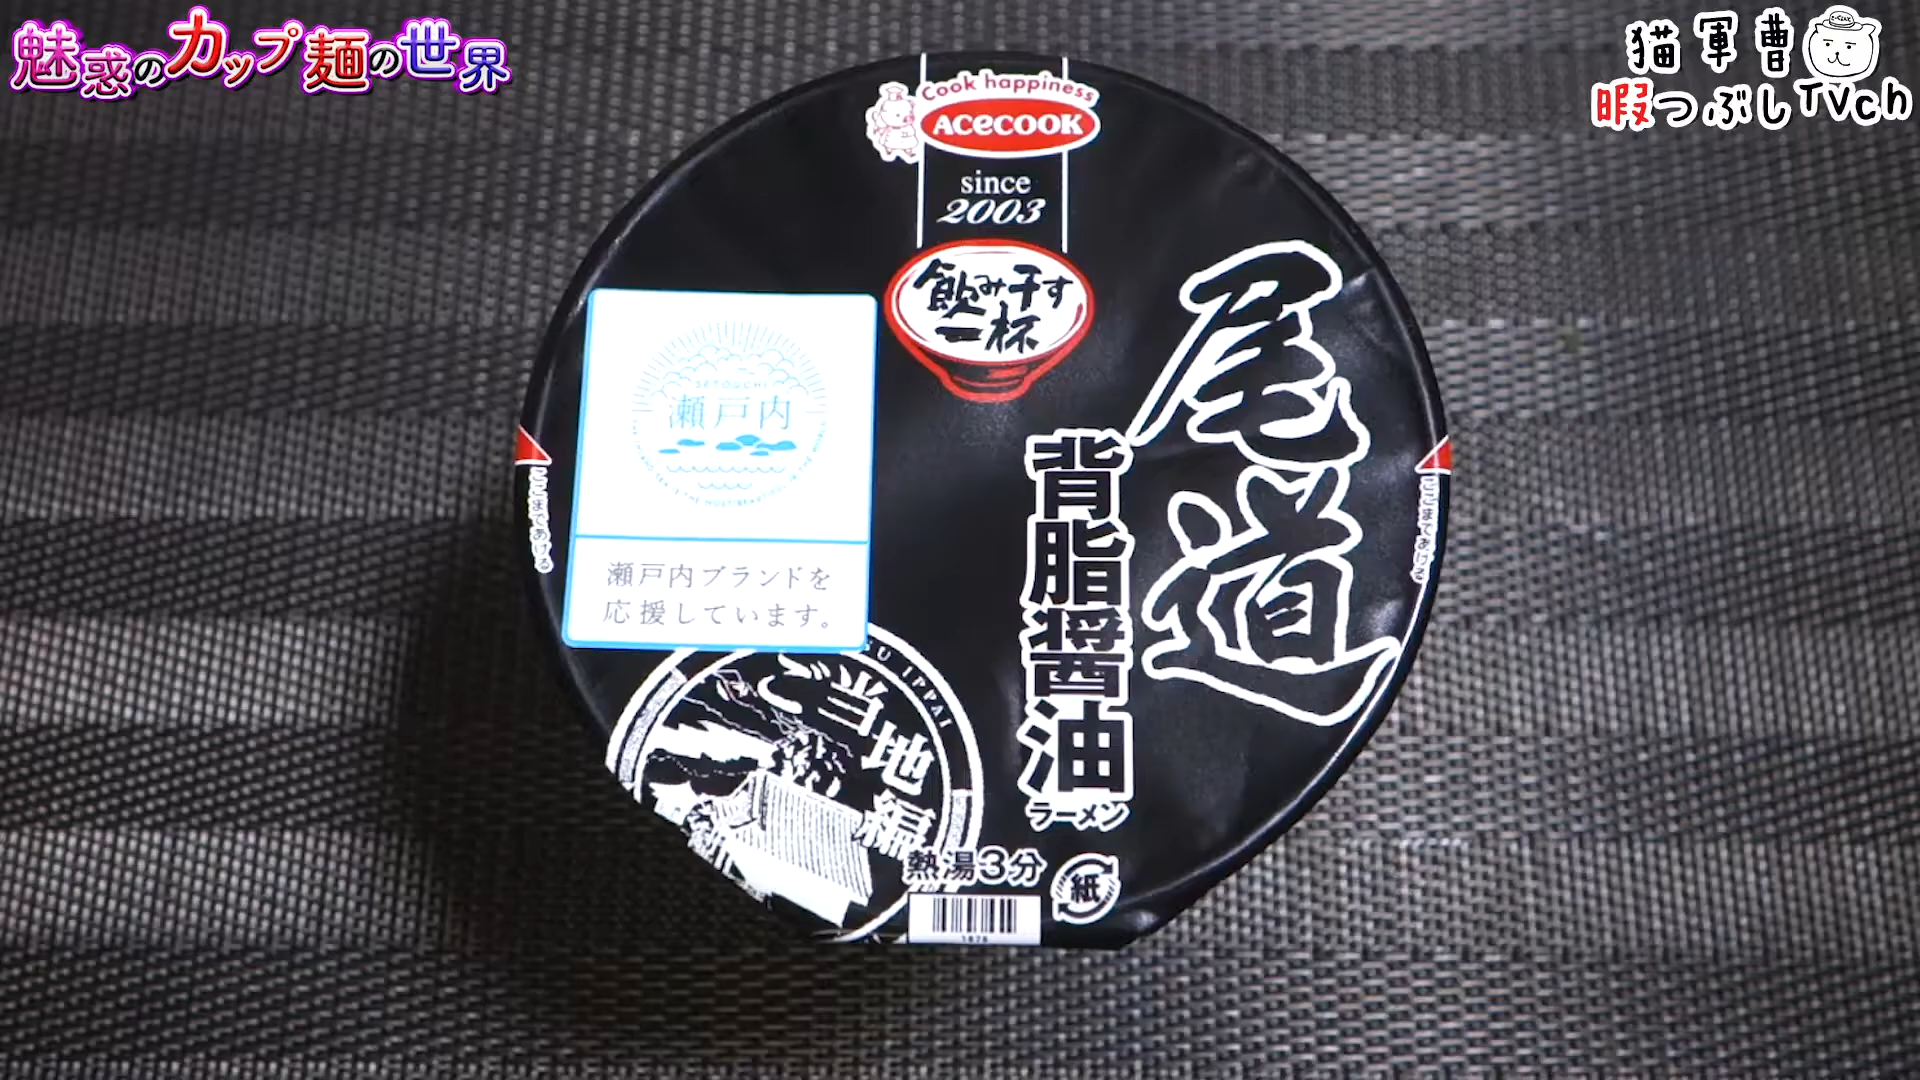 魅惑のカップ麺の世界
猫軍曹
暇つぶしTVch
Cook happiness
ACECOOK
since
2003
飲み干す
一杯
尾道
背脂醤油
ラーメン
SETOUCHI
瀬戸内
瀬戸内ブランドを
応援しています。
ここまであける
ここまであける
IPPAI
ご当地編
熱湯3分
紙